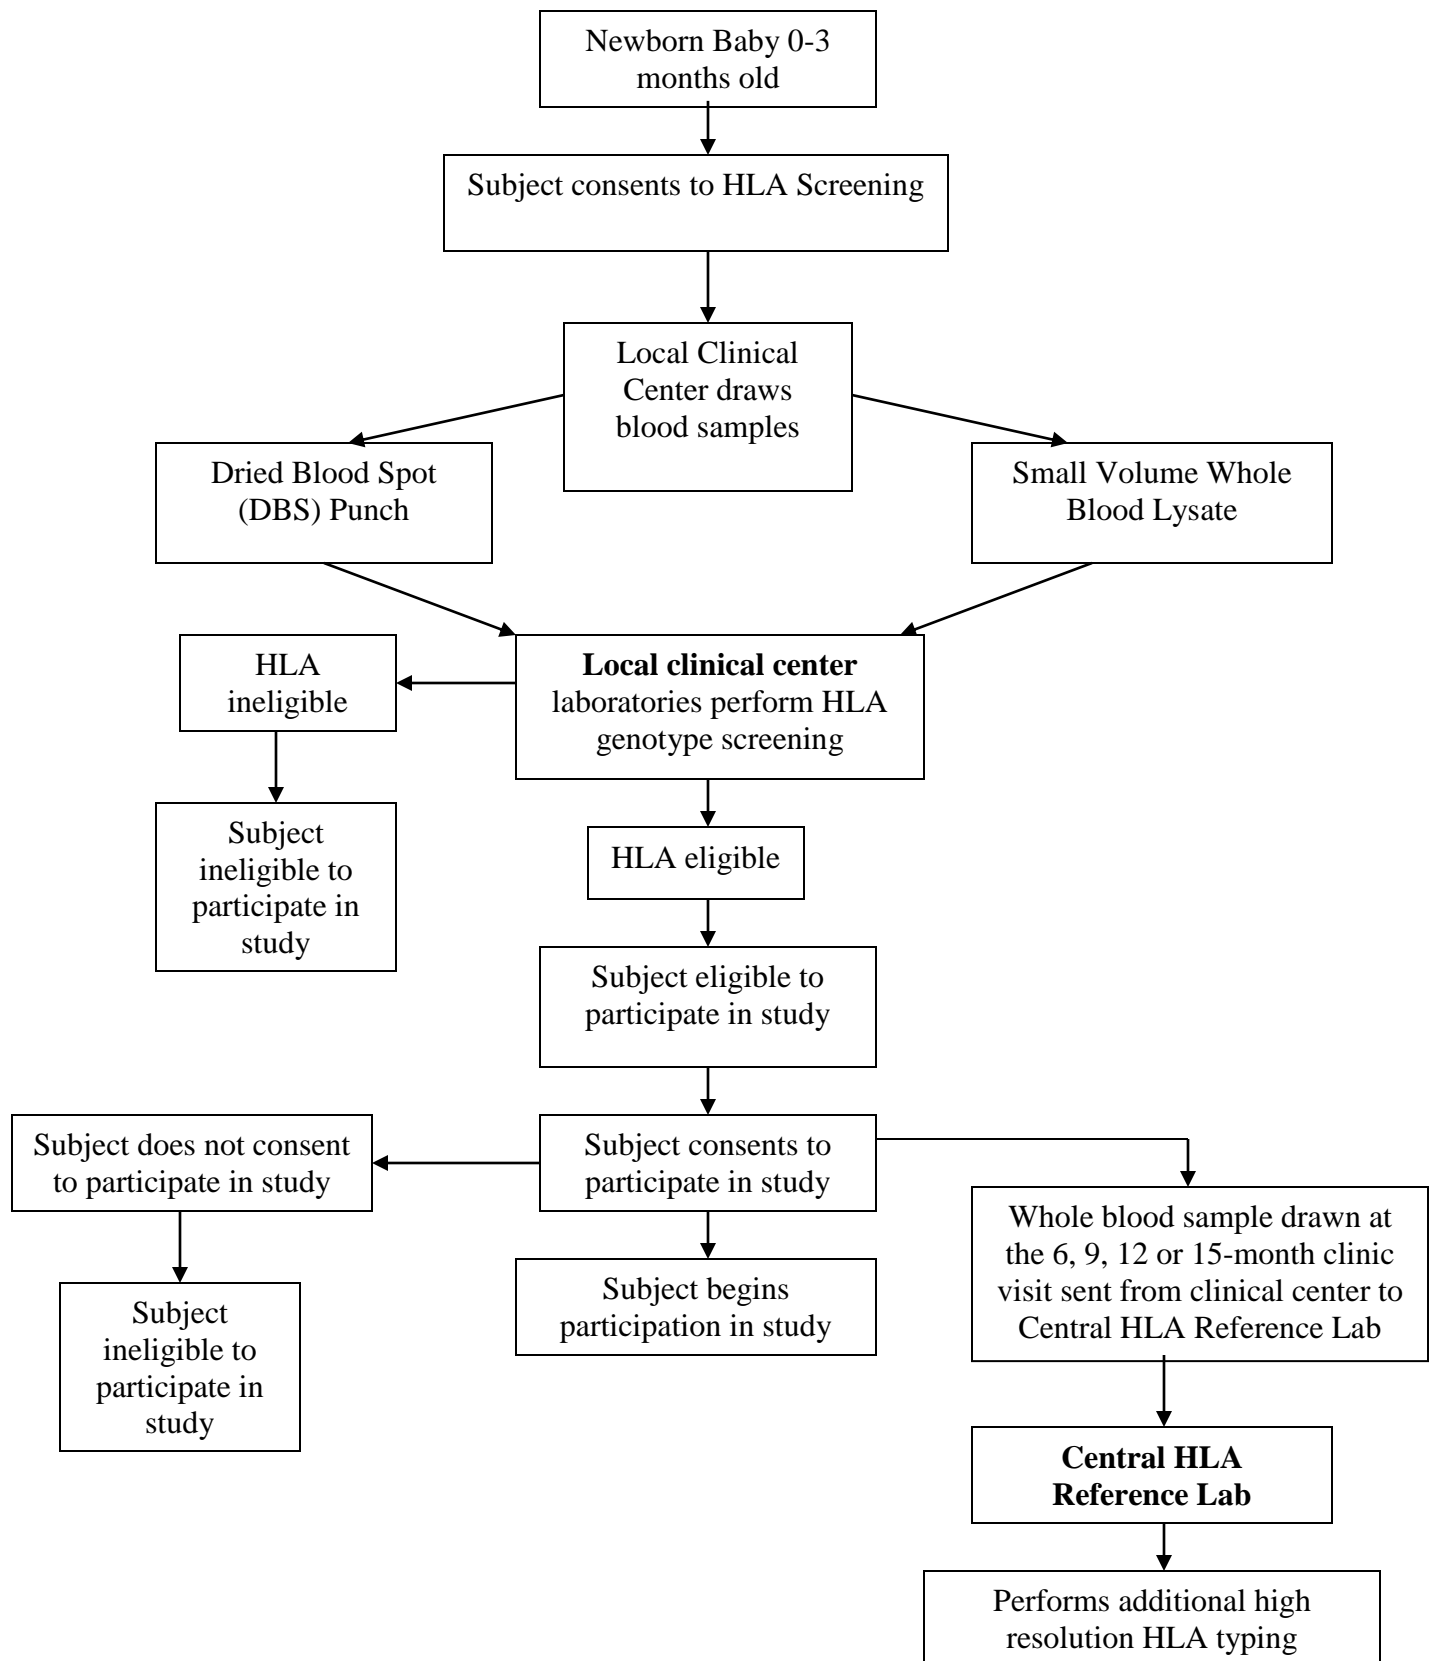 Newborn Baby 0-3
months old
Subject consents to HLA Screening
Local Clinical
Center draws
blood samples
Dried Blood Spot
(DBS) Punch
Small Volume Whole
Blood Lysate
HLA
ineligible
Local clinical center
laboratories perform HLA
genotype screening
Subject
ineligible to
participate in
study
HLA eligible
Subject eligible to
participate in study
Subject does not consent
to participate in study
Subject consents to
participate in study
Whole blood sample drawn at
the 6, 9, 12 or 15-month clinic
visit sent from clinical center to
Central HLA Reference Lab
Subject
ineligible to
participate in
study
Subject begins
participation in study
Central HLA
Reference Lab
Performs additional high
resolution HLA typing